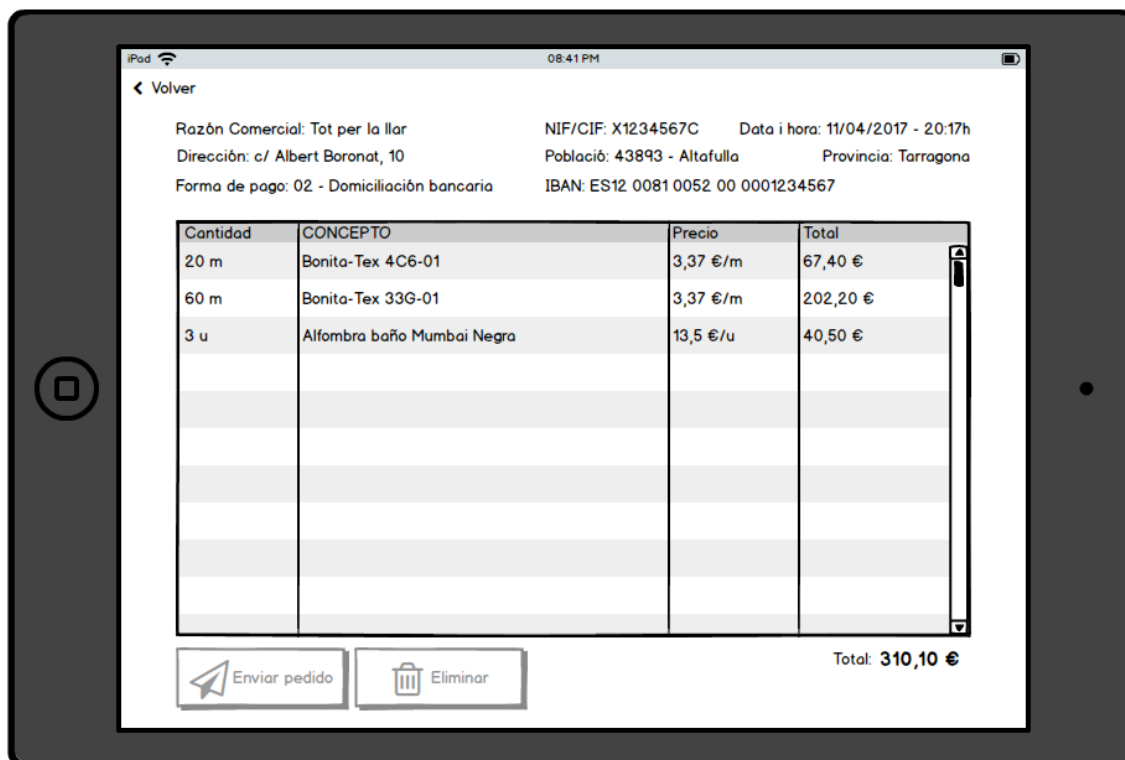 iPad 08:41 PM
Volver
Razón Comercial: Tot per la llar NIF/CIF: X1234567C Data i hora: 11/04/2017 - 20:17h
Dirección: c/ Albert Boronat, 10 Població: 43893 - Altafulla Provincia: Tarragona
Forma de pago: 02 - Domiciliación bancaria IBAN: ES12 0081 0052 00 0001234567
Cantidad CONCEPTO Precio Total
20 m Bonita-Tex 4C6-01 3,37 €/m 67,40 €
60 m Bonita-Tex 33G-01 3,37 €/m 202,20 €
3 u Alfombra baño Mumbai Negra 13,5 €/u 40,50 €
Enviar pedido Eliminar Total: 310,10 €